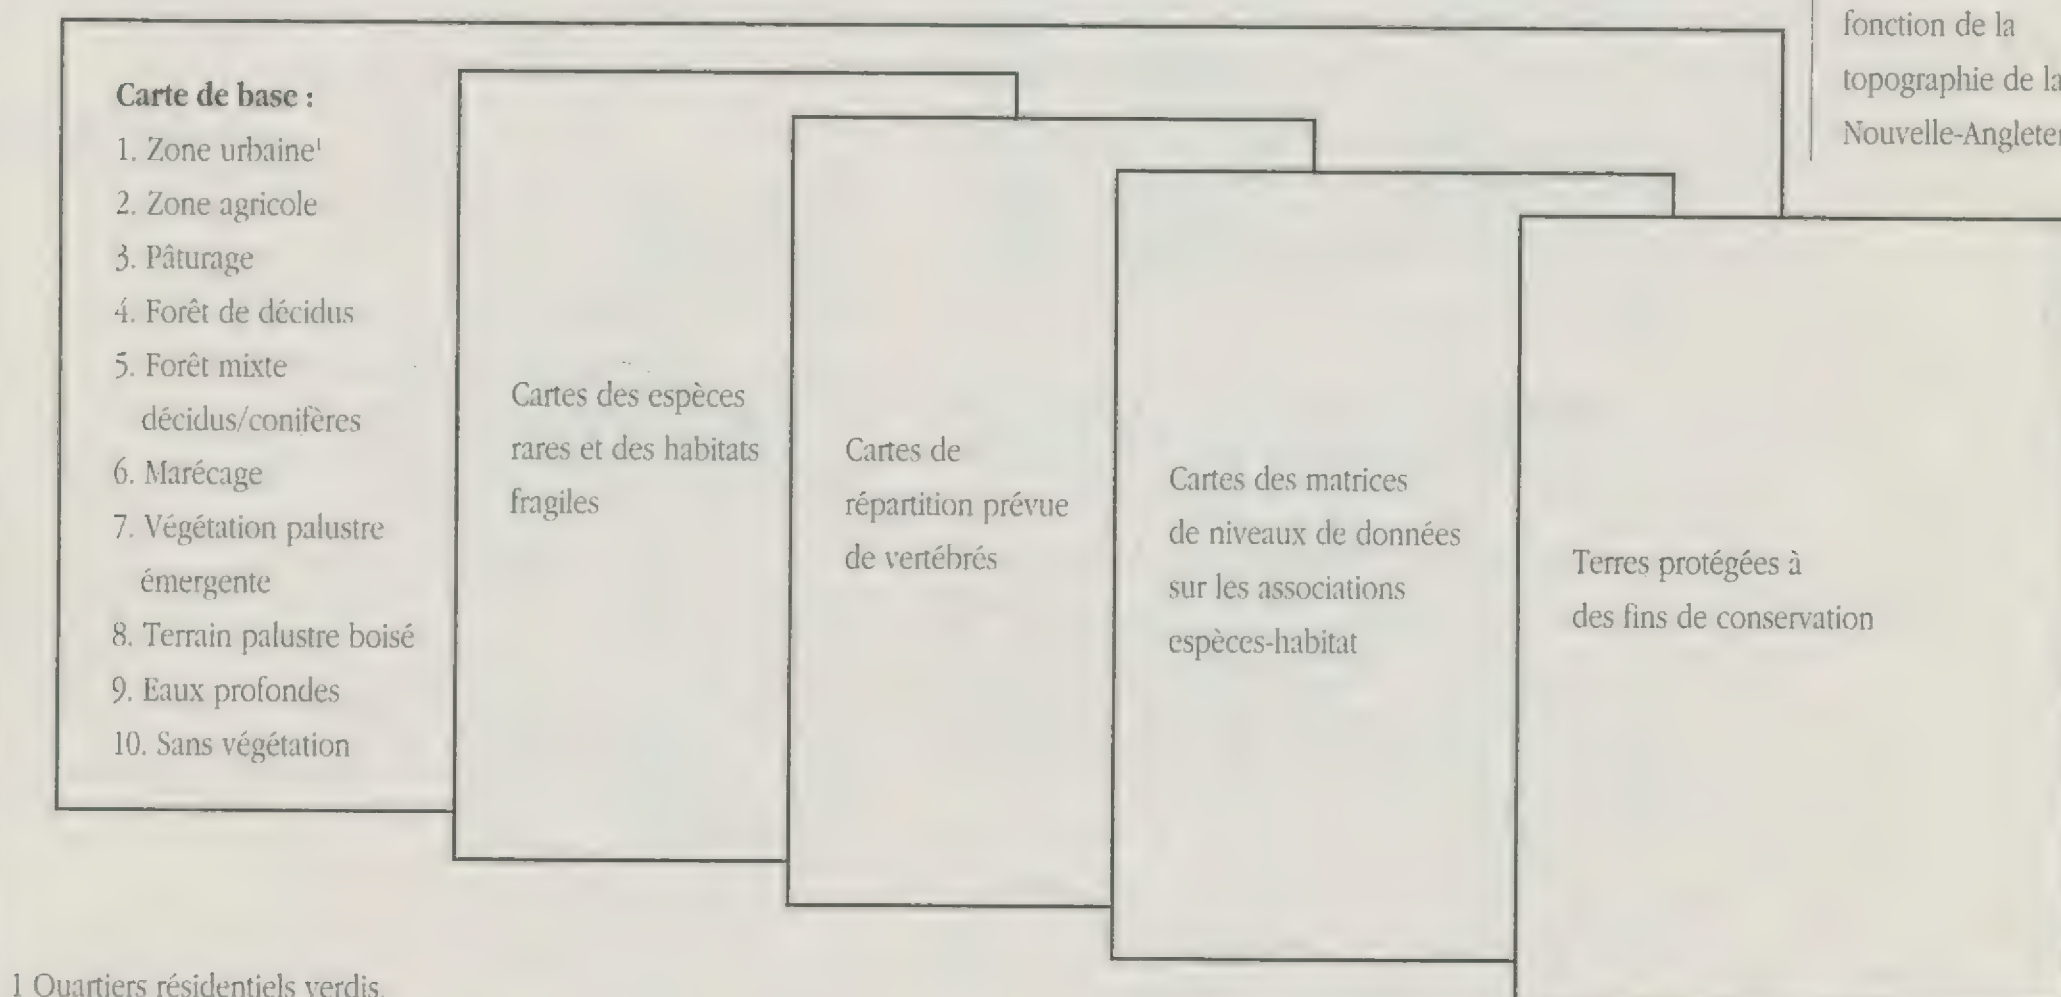 fonction de la
topographie de la
Carte de base :
1. Zone urbaine¹
2. Zone agricole
3. Pâturage
4. Forêt de décidus
5. Forêt mixte
décidus/conifères
6. Marécage
7. Végétation palustre
émergente
8. Terrain palustre boisé
9. Eaux profondes
10. Sans végétation
Cartes des espèces
rares et des habitats
fragiles
Cartes de
répartition prévue
de vertébrés
Cartes des matrices
de niveaux de données
sur les associations
espèces-habitat
Terres protégées à
des fins de conservation
1 Quartiers résidentiels verdis.